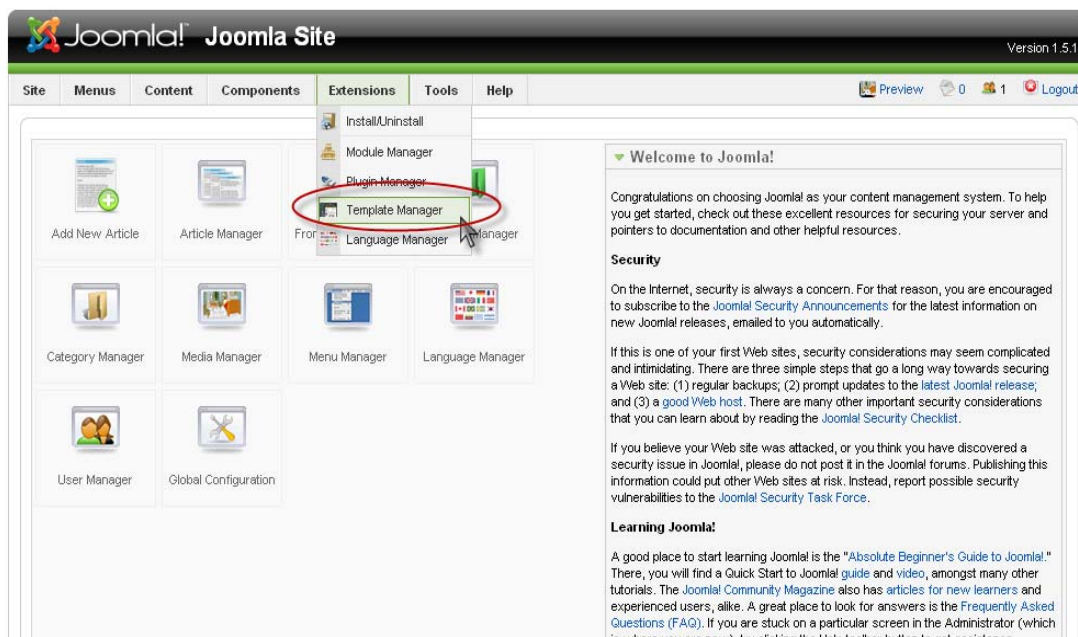 Joomla!™ Joomla Site
Version 1.5.1
Site Menus Content Components Extensions Tools Help Preview 0 1 Logout
Install/Uninstall
Module Manager
Plugin Manager
Template Manager
Language Manager
Add New Article
Article Manager
Manager
Category Manager
Media Manager
Menu Manager
Language Manager
User Manager
Global Configuration
Welcome to Joomla!
Congratulations on choosing Joomla! as your content management system. To help
you get started, check out these excellent resources for securing your server and
pointers to documentation and other helpful resources.
Security
On the Internet, security is always a concern. For that reason, you are encouraged
to subscribe to the Joomla! Security Announcements for the latest information on
new Joomla! releases, emailed to you automatically.
If this is one of your first Web sites, security considerations may seem complicated
and intimidating. There are three simple steps that go a long way towards securing
a Web site: (1) regular backups; (2) prompt updates to the latest Joomla! release;
and (3) a good Web host. There are many other important security considerations
that you can learn about by reading the Joomla! Security Checklist.
If you believe your Web site was attacked, or you think you have discovered a
security issue in Joomla!, please do not post it in the Joomla! forums. Publishing this
information could put other Web sites at risk. Instead, report possible security
vulnerabilities to the Joomla! Security Task Force.
Learning Joomla!
A good place to start learning Joomla! is the "Absolute Beginner's Guide to Joomla!."
There, you will find a Quick Start to Joomla! guide and video, amongst many other
tutorials. The Joomla! Community Magazine also has articles for new learners and
experienced users, alike. A great place to look for answers is the Frequently Asked
Questions (FAQ). If you are stuck on a particular screen in the Administrator (which